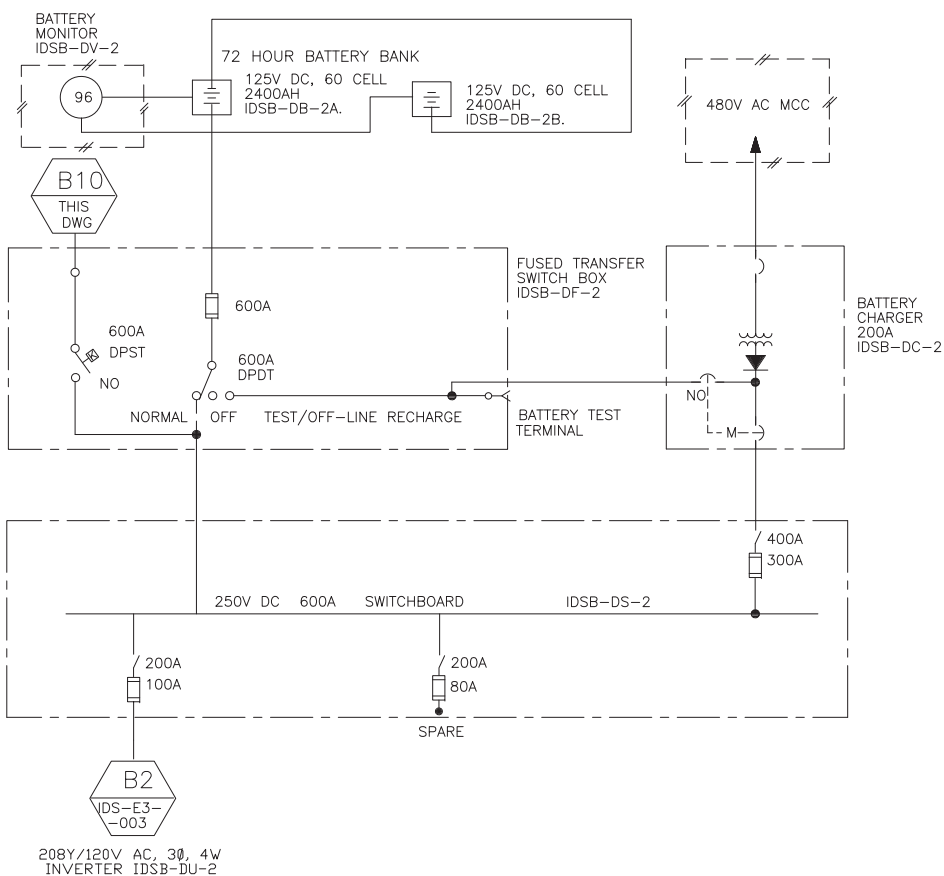 BATTERY
MONITOR
IDSB-DV-2
96
72 HOUR BATTERY BANK
125V DC, 60 CELL
2400AH
IDSB-DB-2A.
125V DC, 60 CELL
2400AH
IDSB-DB-2B.
480V AC MCC
B10
THIS
DWG
FUSED TRANSFER
SWITCH BOX
IDSB-DF-2
600A
600A
DPST
NO
600A
DPDT
NORMAL
OFF
TEST/OFF-LINE RECHARGE
BATTERY TEST
TERMINAL
BATTERY
CHARGER
200A
IDSB-DC-2
NO
M
400A
300A
250V DC 600A SWITCHBOARD IDSB-DS-2
200A
100A
200A
80A
SPARE
B2
IDS-E3-
-003
208Y/120V AC, 3Ø, 4W
INVERTER IDSB-DU-2